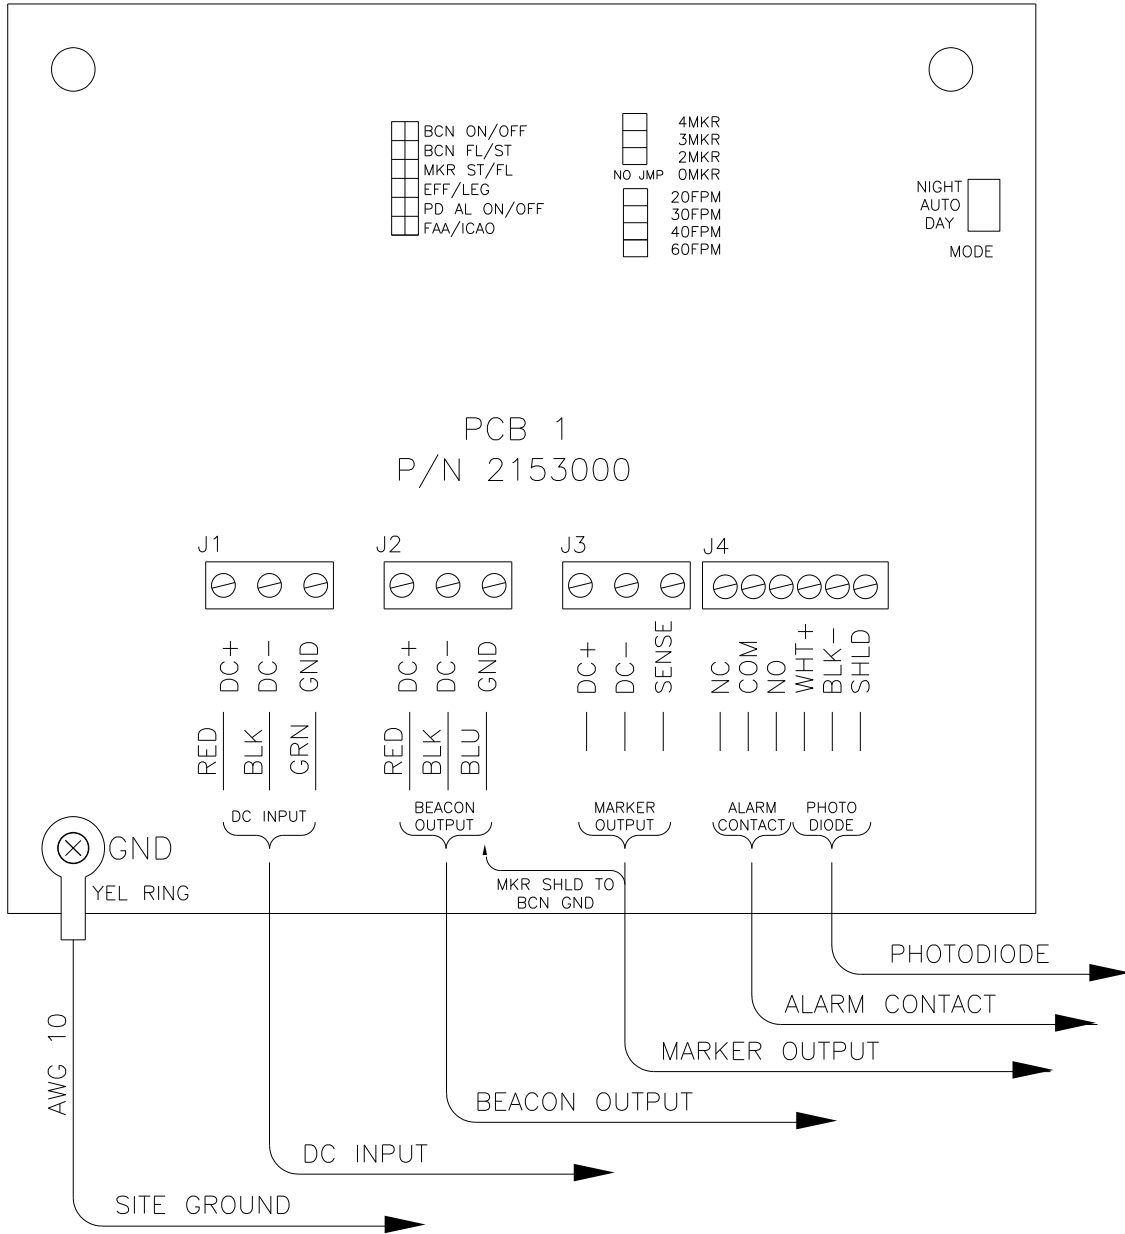 BCN ON/OFF
BCN FL/ST
MKR ST/FL
EFF/LEG
PD AL ON/OFF
FAA/ICAO
4MKR
3MKR
2MKR
NO JMP 0MKR
20FPM
30FPM
40FPM
60FPM
NIGHT
AUTO
DAY
MODE
PCB 1
P/N 2153000
J1
J2
J3
J4
DC+
DC-
GND
DC+
DC-
GND
DC+
DC-
SENSE
NC
COM
NO
WHT+
BLK-
SHLD
RED
BLK
GRN
RED
BLK
BLU
DC INPUT
BEACON
OUTPUT
MARKER
OUTPUT
ALARM
CONTACT
PHOTO
DIODE
GND
YEL RING
MKR SHLD TO
BCN GND
PHOTODIODE
ALARM CONTACT
MARKER OUTPUT
BEACON OUTPUT
DC INPUT
AWG 10
SITE GROUND